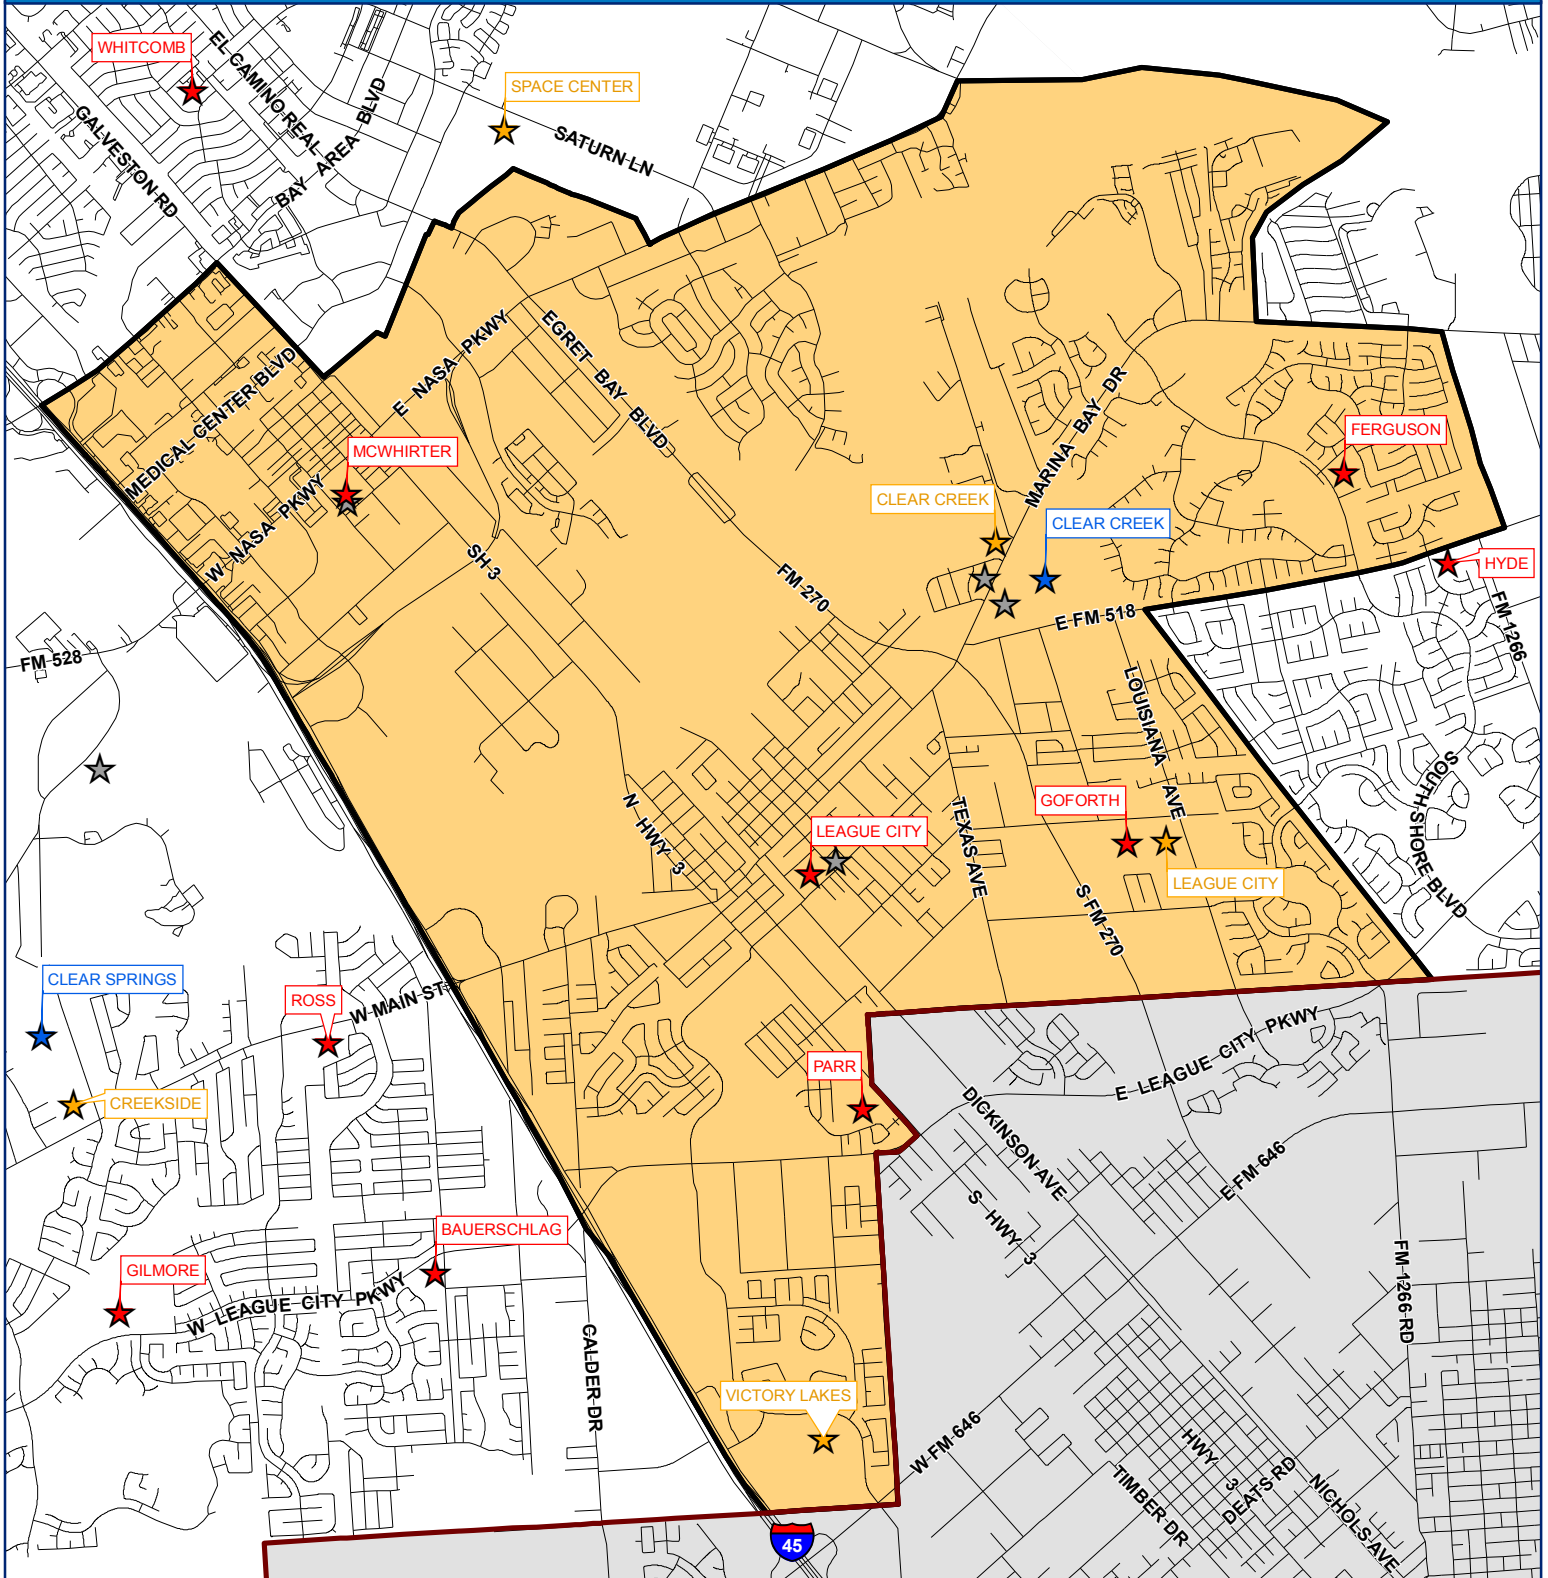 WHITCOMB
EL CAMINO REAL
SPACE CENTER
BAY AREA BLVD
GALVESTON RD
SATURN LN
MEDICAL CENTER BLVD
E NASA PKWY
EGRET BAY BLVD
MARINA BAY DR
FERGUSON
MCWHIRTER
W NASA PKWY
CLEAR CREEK
CLEAR CREEK
SH 3
HYDE
FM 270
E FM 518
FM 1266
FM 528
LOUISIANA AVE
SOUTH SHORE BLVD
N HWY 3
TEXAS AVE
GOFORTH
LEAGUE CITY
LEAGUE CITY
S FM 270
CLEAR SPRINGS
ROSS
W MAIN ST
PARR
E LEAGUE CITY PKWY
CREEKSIDE
DICKINSON AVE
E FM 646
S HWY 3
BAUERSCHLAG
GILMORE
W LEAGUE CITY PKWY
FM 1266 RD
CALDER DR
VICTORY LAKES
W FM 646
HWY 3
DEATS RD
TIMBER DR
NICHOLS AVE
45